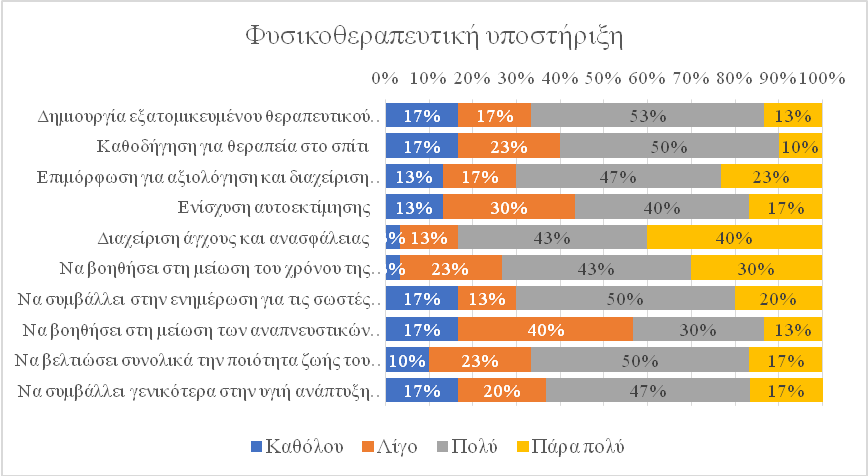 Φυσικοθεραπευτική υποστήριξη
0% 10% 20% 30% 40% 50% 60% 70% 80% 90% 100%
Δημιουργία εξατομικευμένου θεραπευτικού.. 17% 17% 53% 13%
Καθοδήγηση για θεραπεία στο σπίτι 17% 23% 50% 10%
Επιμόρφωση για αξιολόγηση και διαχείριση.. 13% 17% 47% 23%
Ενίσχυση αυτοεκτίμησης 13% 30% 40% 17%
Διαχείριση άγχους και ανασφάλειας 13% 43% 40%
Να βοηθήσει στη μείωση του χρόνου της.. 23% 43% 30%
Να συμβάλλει στην ενημέρωση για τις σωστές.. 17% 13% 50% 20%
Να βοηθήσει στη μείωση των αναπνευστικών.. 17% 40% 30% 13%
Να βελτιώσει συνολικά την ποιότητα ζωής του.. 10% 23% 50% 17%
Να συμβάλλει γενικότερα στην υγιή ανάπτυξη.. 17% 20% 47% 17%
Καθόλου Λίγο Πολύ Πάρα πολύ